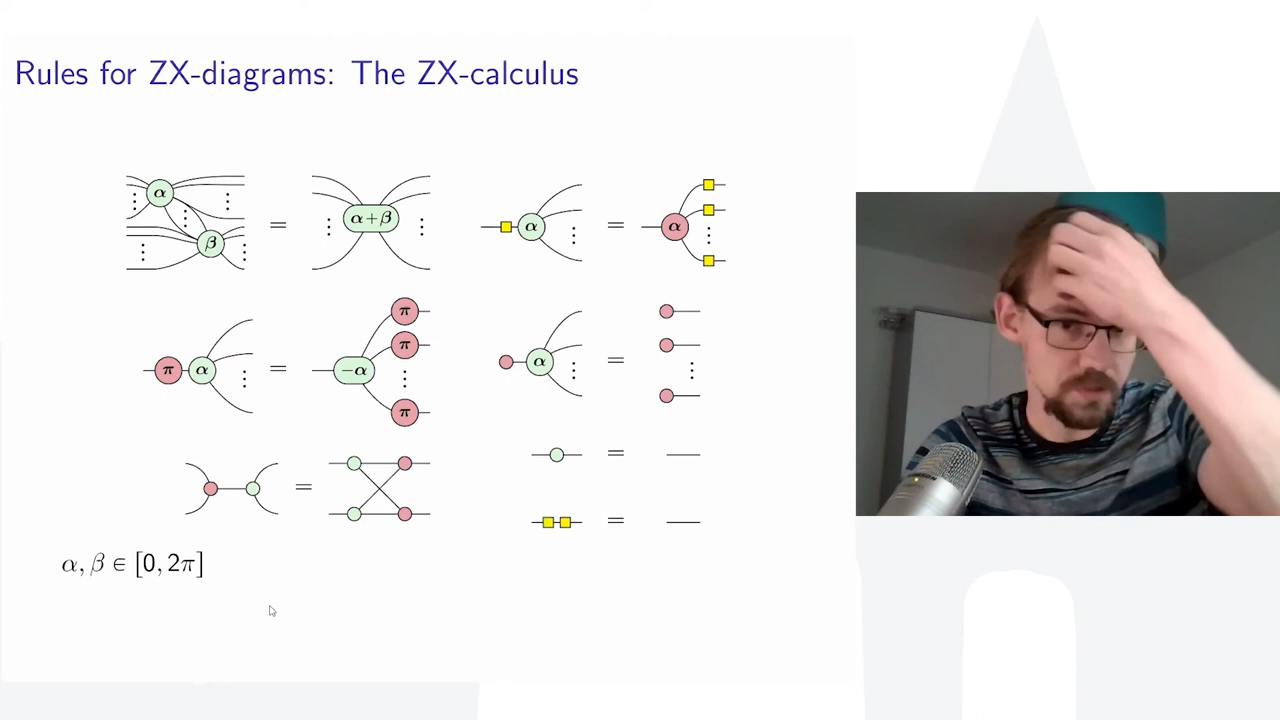 Rules for ZX-diagrams: The ZX-calculus
α
β
=
α+β
α
=
α
π α
=
−α
π
π
π
α
=
=
=
=
α, β ∈ [0, 2π]